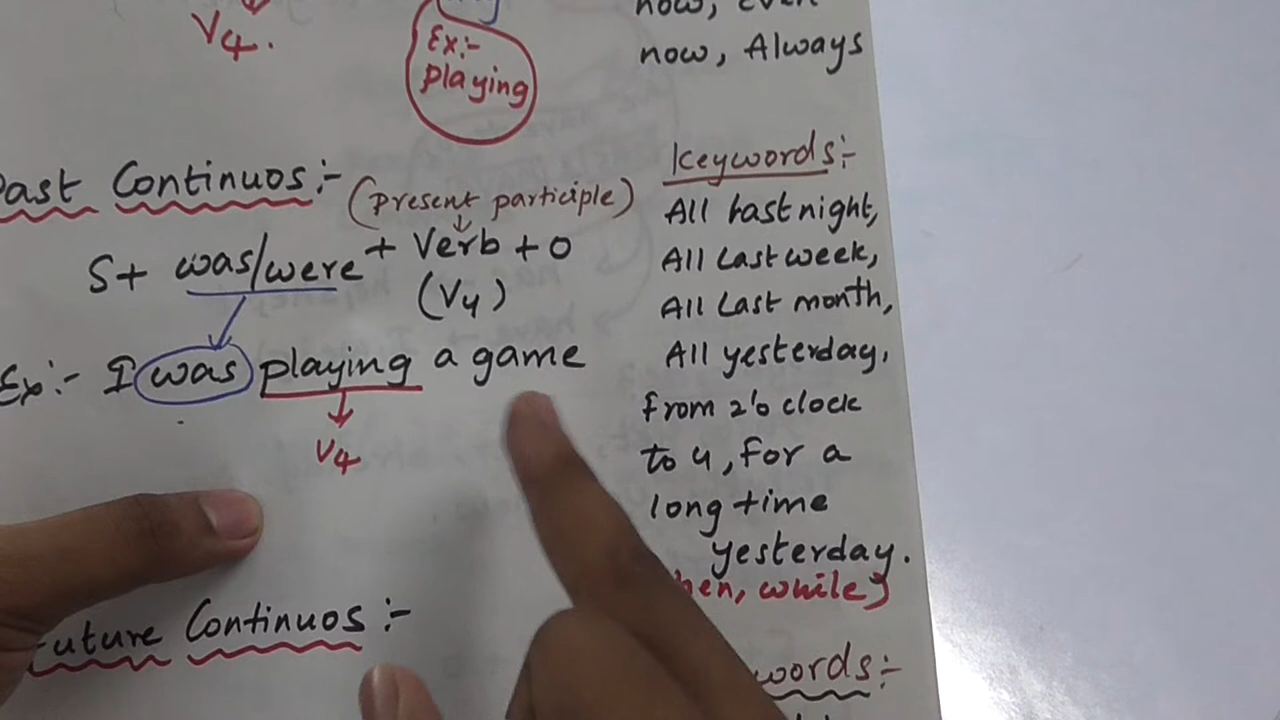 V4.
Ex:-
Playing
now, Even
now, Always
Past Continuos:-
(Present participle)
S+ was/were + Verb + O
(V4)
Ex:- I was playing a game
V4
Keywords:-
All Last night,
All Last week,
All Last month,
All yesterday,
From 2'o clock
to 4, For a
long time
yesterday.
while}
Future Continuos:-